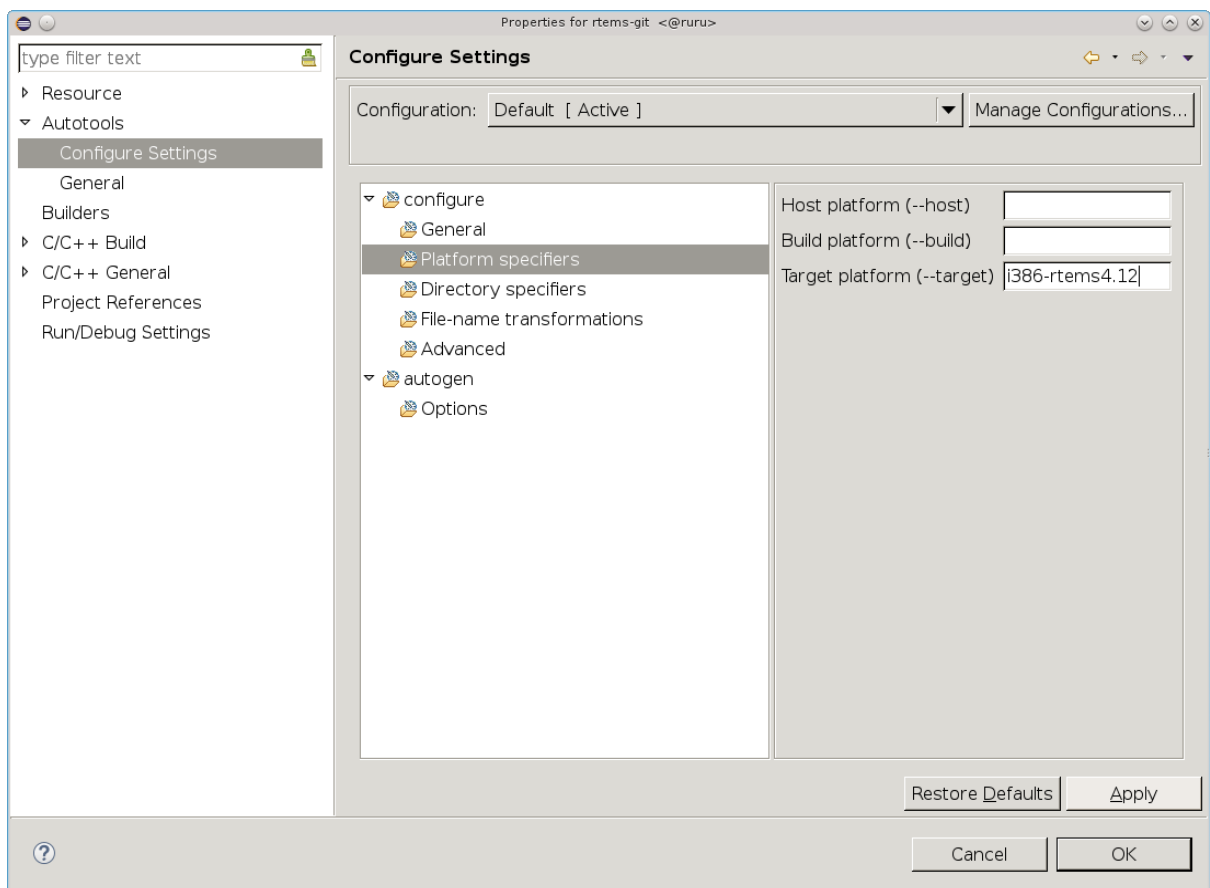 Properties for rtems-git <@ruru>
type filter text
Resource
Autotools
Configure Settings
General
Builders
C/C++ Build
C/C++ General
Project References
Run/Debug Settings
Configure Settings
Configuration: Default [ Active ] Manage Configurations...
configure
General
Platform specifiers
Directory specifiers
File-name transformations
Advanced
autogen
Options
Host platform (--host)
Build platform (--build)
Target platform (--target) i386-rtems4.12
Restore Defaults Apply
Cancel OK